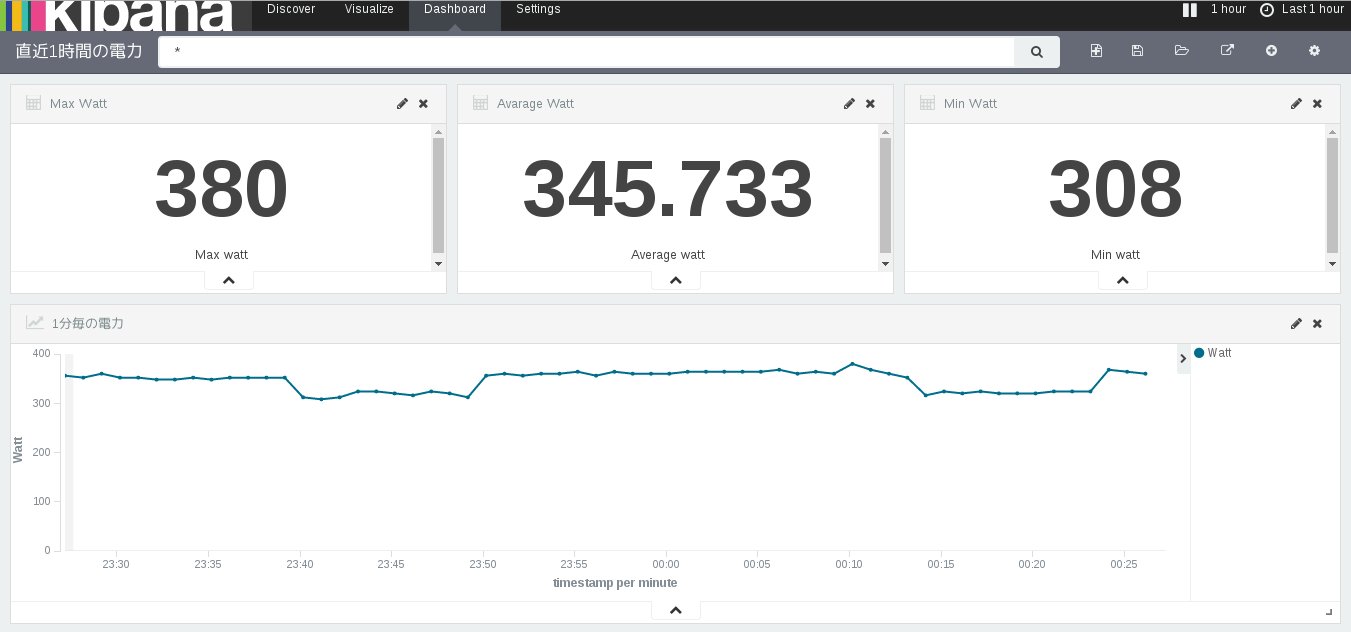 kibana
Discover Visualize Dashboard Settings 1 hour Last 1 hour
直近1時間の電力 *
Max Watt
380
Max watt
Avarage Watt
345.733
Average watt
Min Watt
308
Min watt
1分毎の電力
Watt
400
300
200
100
0
Watt
23:30 23:35 23:40 23:45 23:50 23:55 00:00 00:05 00:10 00:15 00:20 00:25
timestamp per minute